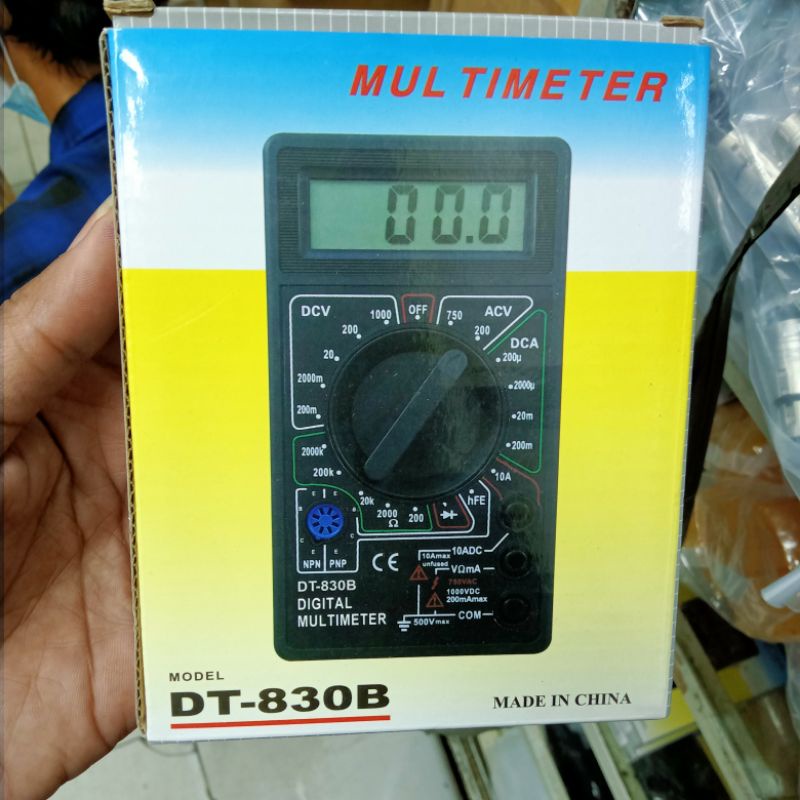 MULTIMETER
00.0
DCV
1000
OFF
750
ACV
200
200
DCA
20
200µ
2000m
2000µ
200m
20m
2000k
200m
200k
10A
20k
2000
Ω
200
hFE
E E
B B
C C
E E
NPN PNP
CE
10Amax
unfused
10ADC
VΩmA
750VAC
1000VDC
200mAmax
500Vmax
COM
DT-830B
DIGITAL
MULTIMETER
MODEL
DT-830B
MADE IN CHINA